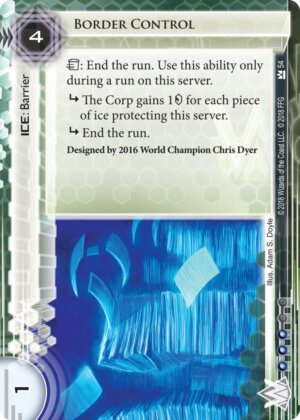 4
BORDER CONTROL
ICE: Barrier
: End the run. Use this ability only
during a run on this server.
↳ The Corp gains 1 for each piece
of ice protecting this server.
↳ End the run.
Designed by 2016 World Champion Chris Dyer
54
© 2018 Wizards of the Coast LLC. © 2018 FFG
Illus. Adam S. Doyle
1